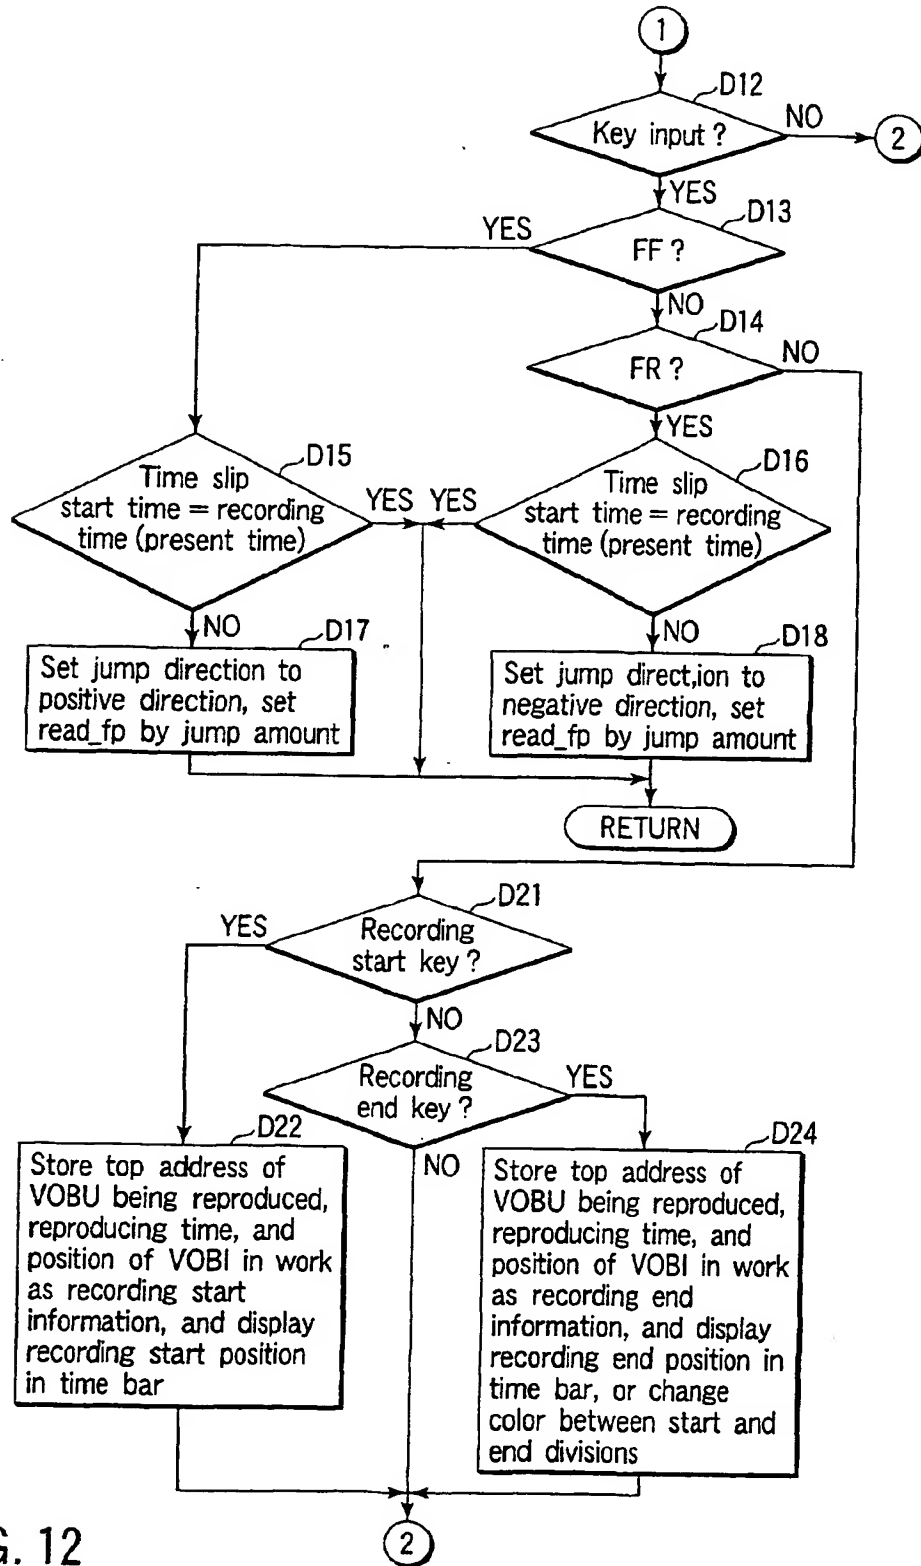 1
D12
Key input ?
NO
2
YES
D13
YES
FF ?
NO
D14
FR ?
NO
YES
D15
Time slip
start time = recording
time (present time)
YES
YES
D16
Time slip
start time = recording
time (present time)
NO
D17
Set jump direction to
positive direction, set
read_fp by jump amount
NO
D18
Set jump direct,ion to
negative direction, set
read_fp by jump amount
RETURN
D21
YES
Recording
start key ?
NO
D23
Recording
end key ?
YES
NO
D22
Store top address of
VOBU being reproduced,
reproducing time, and
position of VOBI in work
as recording start
information, and display
recording start position
in time bar
D24
Store top address of
VOBU being reproduced,
reproducing time, and
position of VOBI in work
as recording end
information, and display
recording end position in
time bar, or change
color between start and
end divisions
2
G. 12